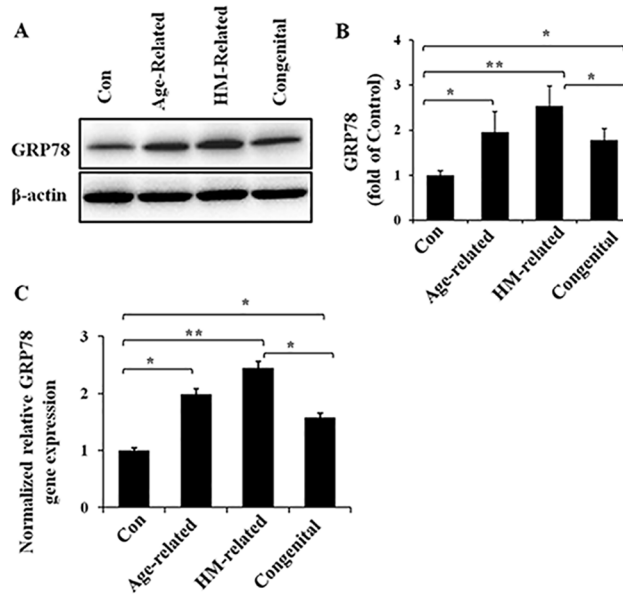 A
Con
Age-Related
HM-Related
Congenital
GRP78
β-actin
B
GRP78
(fold of Control)
4
3
2
1
0
*
**
*
*
Con
Age-related
HM-related
Congenital
C
Normalized relative GRP78
gene expression
3
2
1
0
*
**
*
*
Con
Age-related
HM-related
Congenital